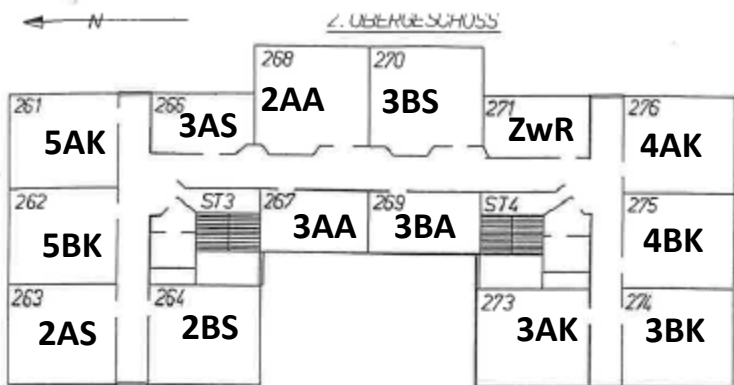 N
2. OBERGESCHOSS
268
2AA
270
3BS
261
5AK
266
3AS
271
ZwR
276
4AK
262
5BK
ST3
267
3AA
269
3BA
ST4
275
4BK
263
2AS
264
2BS
273
3AK
274
3BK